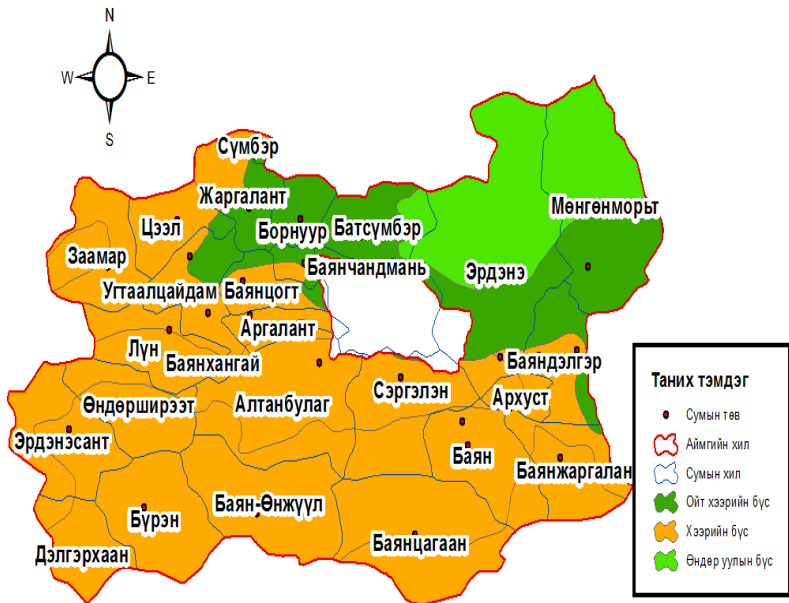 N
W
E
S
Сүмбэр
Жаргалант
Цээл
Борнуур
Батсүмбэр
Мөнгөнморьт
Заамар
Баянчандмань
Эрдэнэ
Угтаалцайдам
Баянцогт
Аргалант
Лүн
Баянхангай
Баяндэлгэр
Сэргэлэн
Архуст
Өндөрширээт
Алтанбулаг
Эрдэнэсант
Баян
Баянжаргалан
Баян-Өнжүүл
Бүрэн
Баянцагаан
Дэлгэрхаан
Таних тэмдэг
Сумын төв
Аймгийн хил
Сумын хил
Ойт хээрийн бүс
Хээрийн бүс
Өндөр уулын бүс